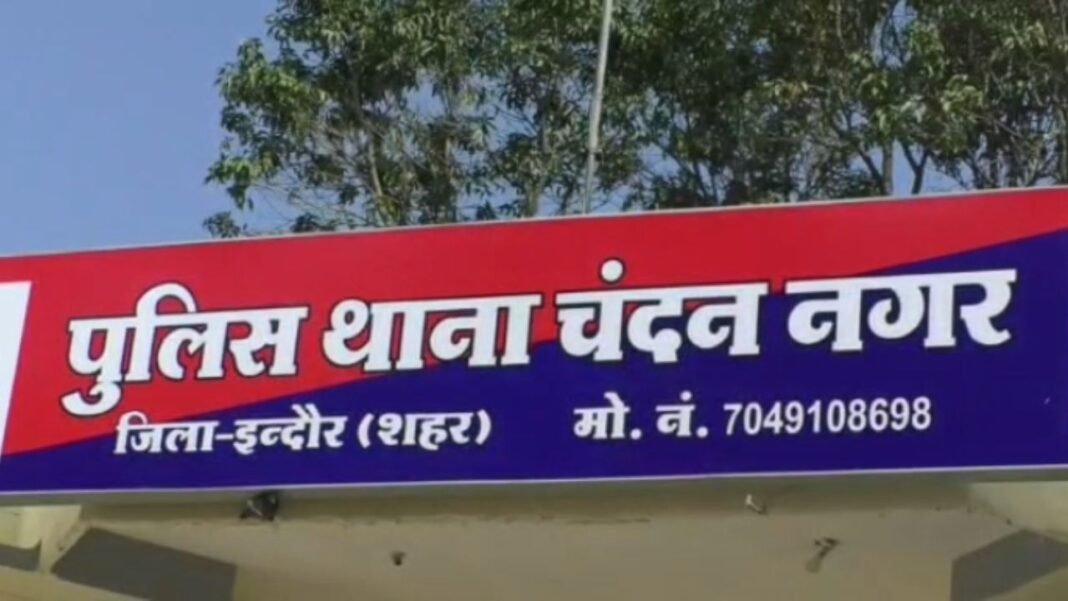 पुलिस थाना चंदन नगर
जिला-इन्दौर (शहर) मो. नं. 7049108698